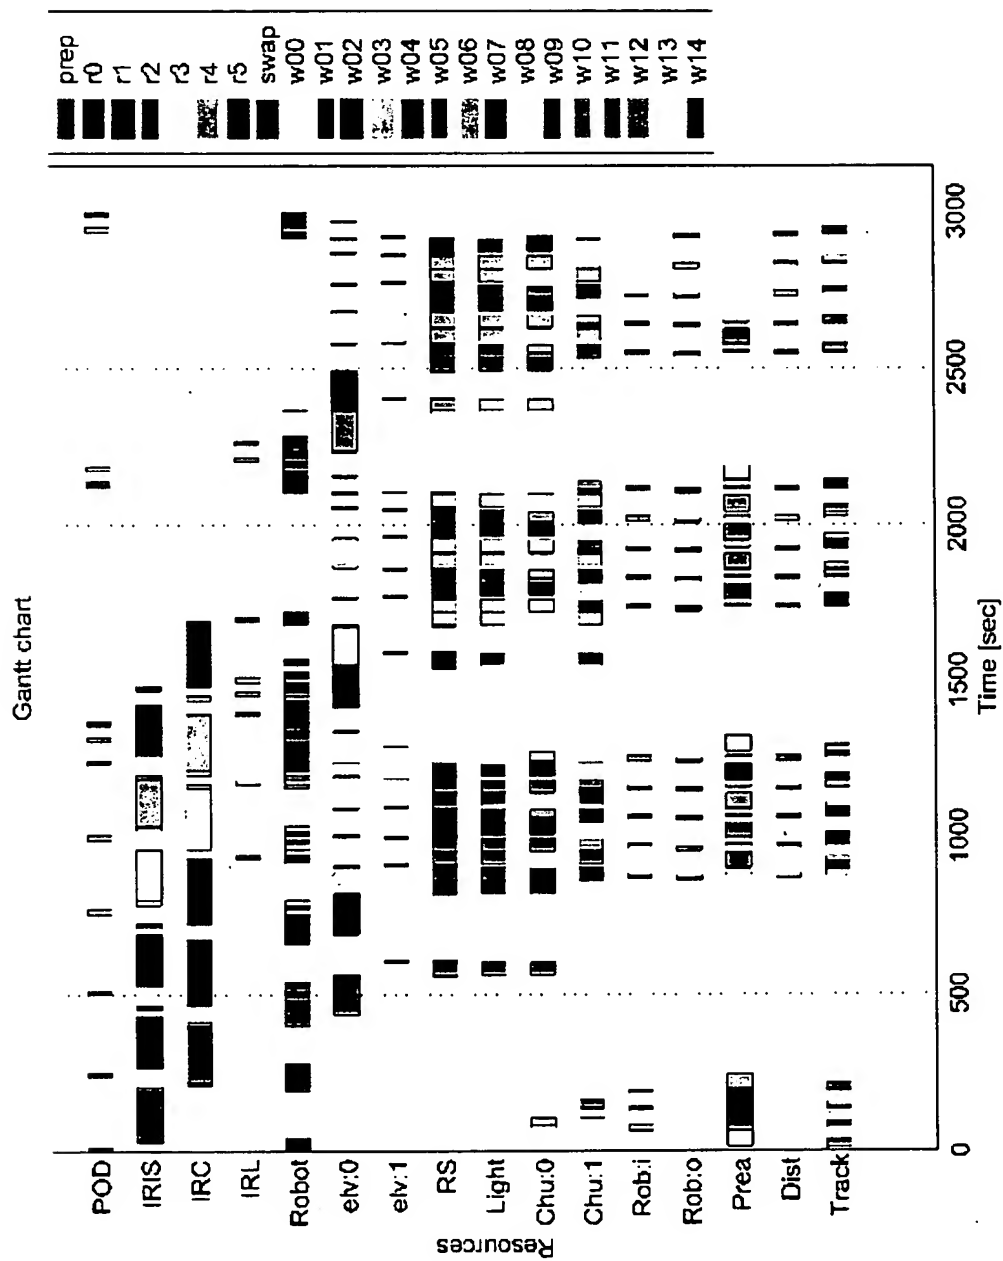 Gantt chart
Resources
POD
IRIS
IRC
IRL
Robot
elv:0
elv:1
RS
Light
Chu:0
Chu:1
Rob:i
Rob:o
Prea
Dist
Track
0
500
1000
1500
2000
2500
3000
Time [sec]
prep
r0
r1
r2
r3
r4
r5
swap
w00
w01
w02
w03
w04
w05
w06
w07
w08
w09
w10
w11
w12
w13
w14